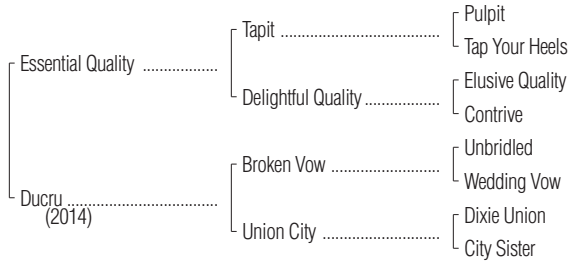 Pulpit
Tapit
Tap Your Heels
Essential Quality
Elusive Quality
Delightful Quality
Contrive
Unbridled
Broken Vow
Wedding Vow
Ducru
(2014)
Dixie Union
Union City
City Sister